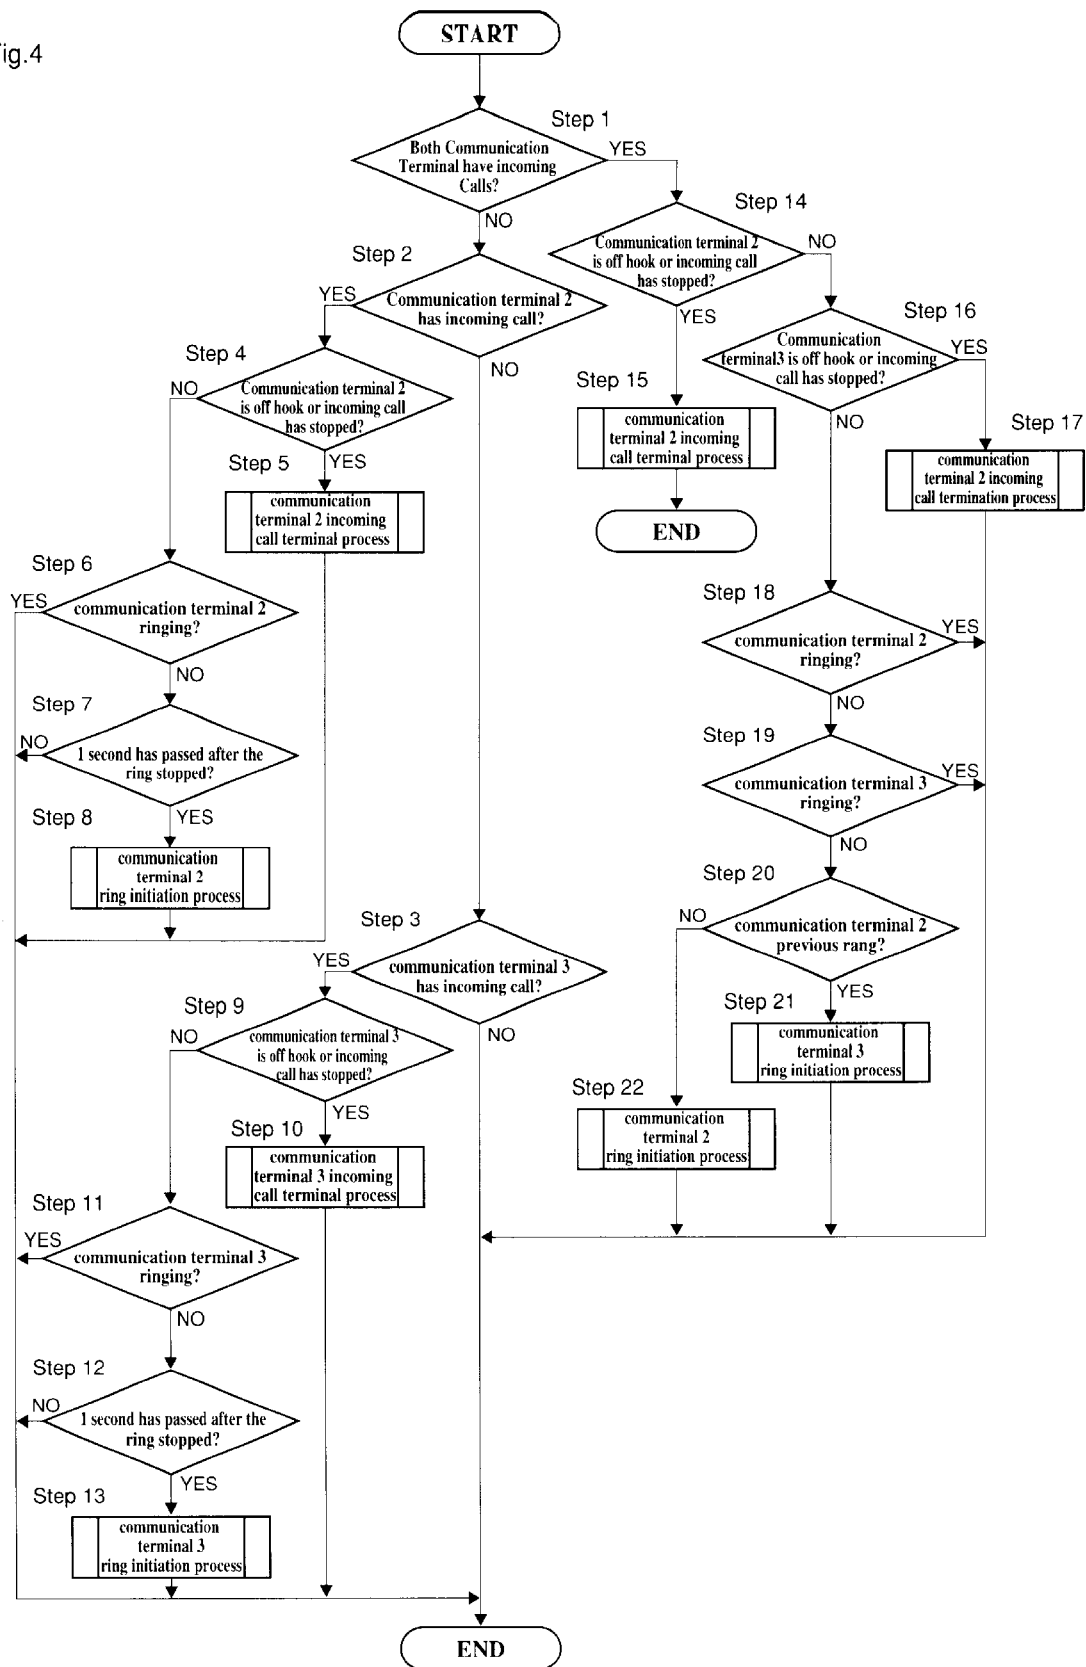 ig.4
START
Step 1
Both Communication
Terminal have incoming
Calls?
YES
NO
Step 14
Communication terminal 2
is off hook or incoming call
has stopped?
NO
YES
Step 2
Communication terminal 2
has incoming call?
YES
NO
Step 16
Communication
terminal3 is off hook or incoming
call has stopped?
YES
NO
Step 4
Communication terminal 2
is off hook or incoming call
has stopped?
NO
YES
Step 15
communication
terminal 2 incoming
call terminal process
END
Step 17
communication
terminal 2 incoming
call termination process
Step 5
communication
terminal 2 incoming
call terminal process
Step 6
communication terminal 2
ringing?
YES
NO
Step 18
communication terminal 2
ringing?
YES
NO
Step 7
1 second has passed after the
ring stopped?
NO
YES
Step 19
communication terminal 3
ringing?
YES
NO
Step 8
communication
terminal 2
ring initiation process
Step 20
communication terminal 2
previous rang?
NO
YES
Step 3
communication terminal 3
has incoming call?
YES
NO
Step 21
communication
terminal 3
ring initiation process
Step 9
communication terminal 3
is off hook or incoming
call has stopped?
NO
YES
Step 22
communication
terminal 2
ring initiation process
Step 10
communication
terminal 3 incoming
call terminal process
Step 11
communication terminal 3
ringing?
YES
NO
Step 12
1 second has passed after the
ring stopped?
NO
YES
Step 13
communication
terminal 3
ring initiation process
END